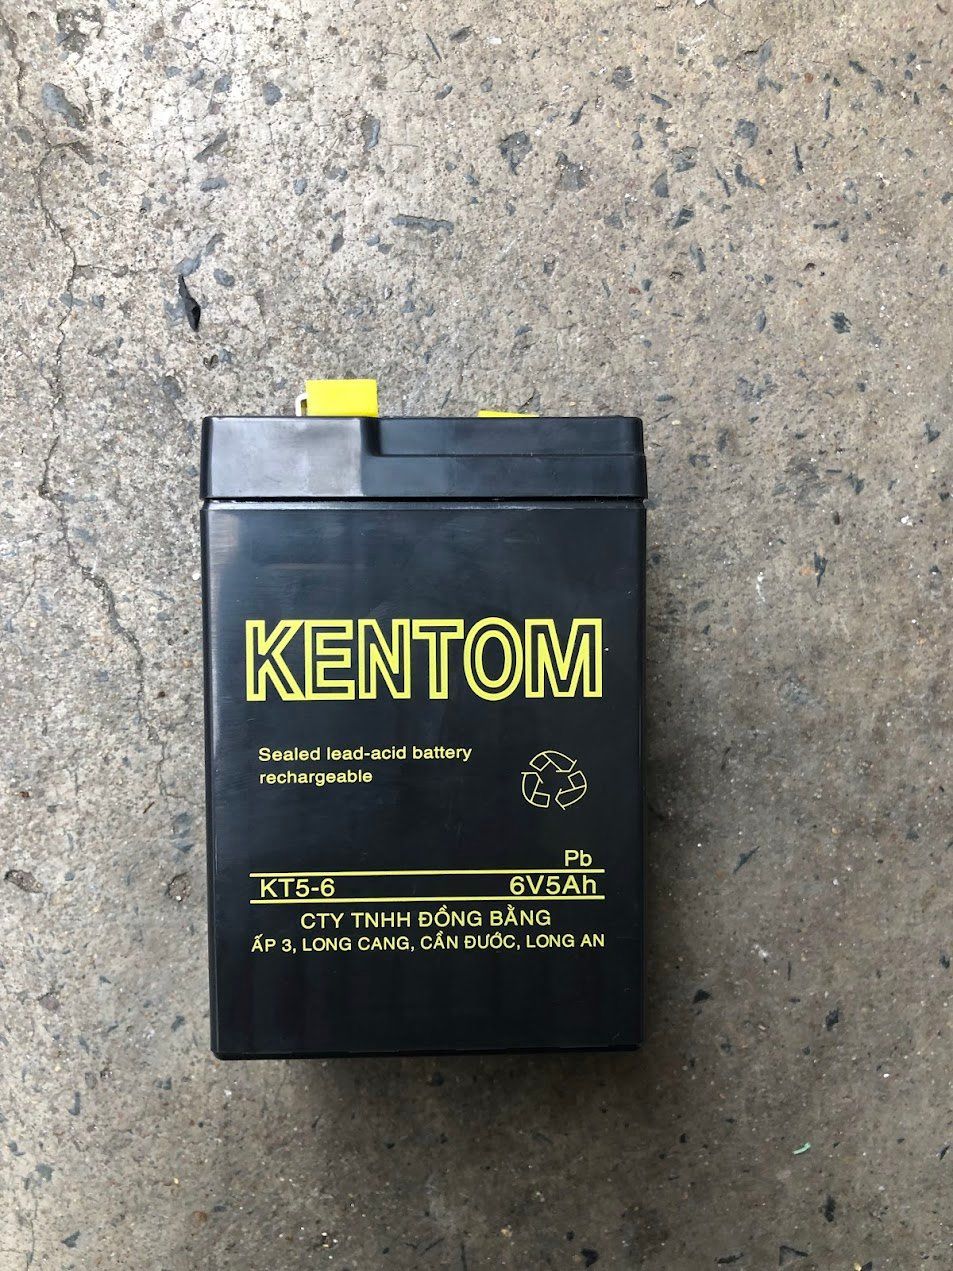 KENTOM
Sealed lead-acid battery
rechargeable
Pb
KT5-6 6V5Ah
CTY TNHH ĐỒNG BẰNG
ẤP 3, LONG CANG, CẦN ĐƯỚC, LONG AN